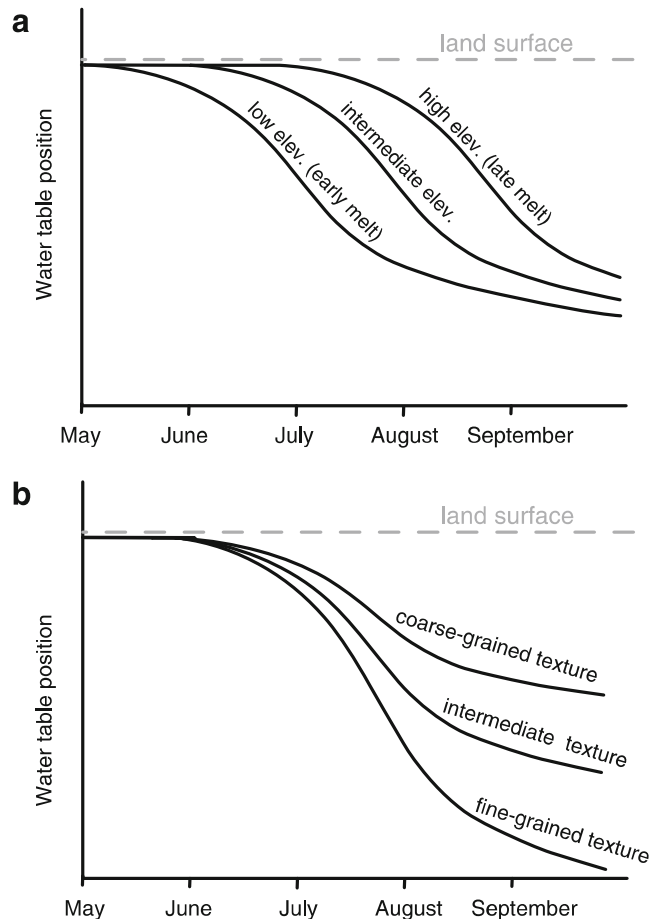 a
land surface
Water table position
low elev. (early melt)
intermediate elev.
high elev. (late melt)
May June July August September
b
land surface
Water table position
coarse-grained texture
intermediate texture
fine-grained texture
May June July August September